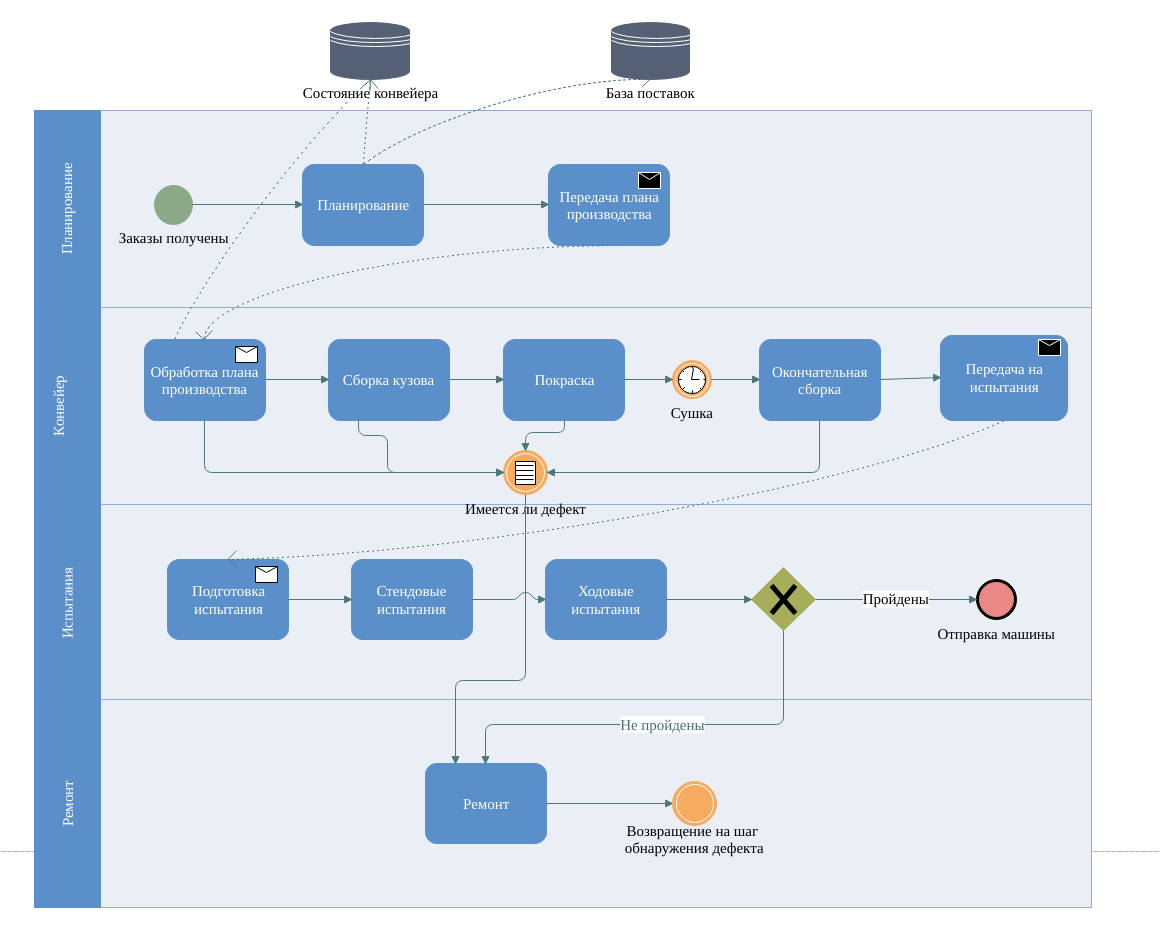 Состояние конвейера
База поставок
Планирование
Заказы получены
Планирование
Передача плана
производства
Конвейер
Обработка плана
производства
Сборка кузова
Покраска
Сушка
Окончательная
сборка
Передача на
испытания
Имеется ли дефект
Испытания
Подготовка
испытания
Стендовые
испытания
Ходовые
испытания
Пройдены
Отправка машины
Не пройдены
Ремонт
Ремонт
Возвращение на шаг
обнаружения дефекта